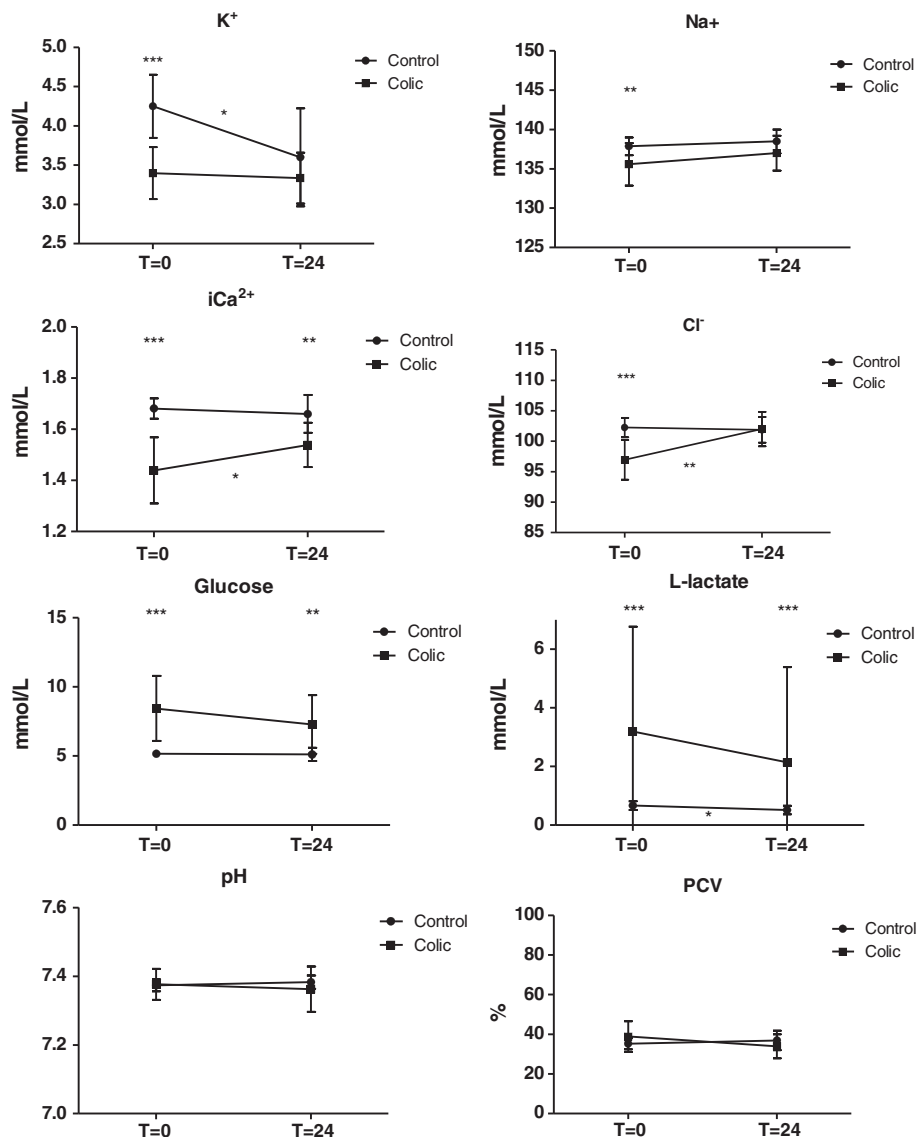 K⁺
5.0
4.5
4.0
3.5
3.0
2.5
mmol/L
***
*
Control
Colic
T=0
T=24
Na+
150
145
140
135
130
125
mmol/L
**
Control
Colic
T=0
T=24
iCa²⁺
2.0
1.8
1.6
1.4
1.2
mmol/L
***
**
*
Control
Colic
T=0
T=24
Cl⁻
115
110
105
100
95
90
85
mmol/L
***
**
Control
Colic
T=0
T=24
Glucose
15
10
5
0
mmol/L
***
**
Control
Colic
T=0
T=24
L-lactate
6
4
2
0
mmol/L
***
***
*
Control
Colic
T=0
T=24
pH
7.6
7.4
7.2
7.0
Control
Colic
T=0
T=24
PCV
100
80
60
40
20
0
%
Control
Colic
T=0
T=24